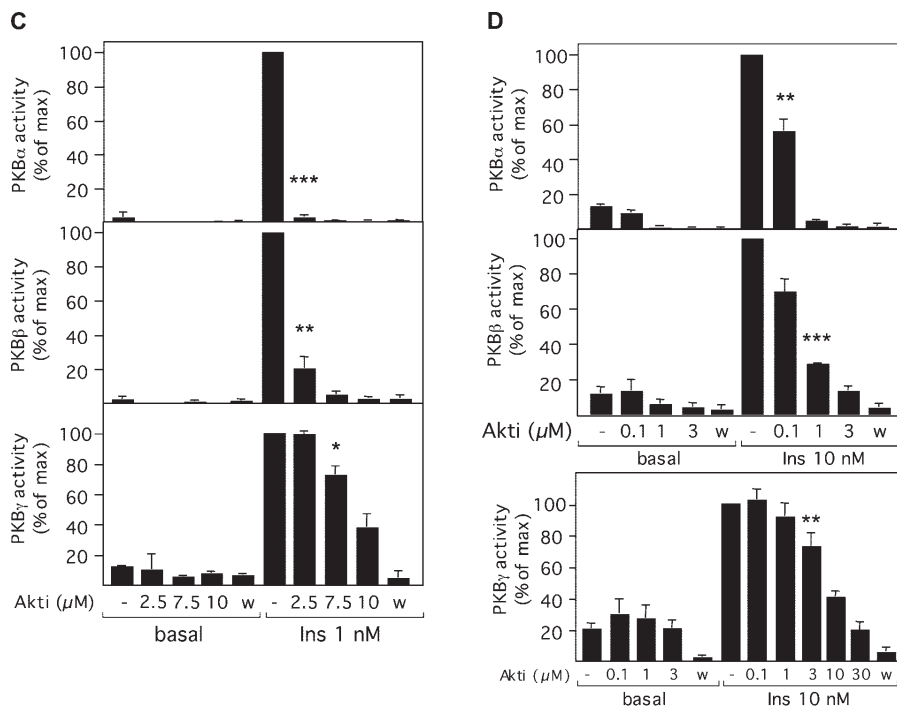 C
PKBα activity
(% of max)
100
80
60
40
20
***
PKBβ activity
(% of max)
100
80
60
40
20
**
PKBγ activity
(% of max)
100
80
60
40
20
*
Akti (µM) - 2.5 7.5 10 w - 2.5 7.5 10 w
basal Ins 1 nM
D
PKBα activity
(% of max)
100
80
60
40
20
**
PKBβ activity
(% of max)
100
80
60
40
20
***
Akti (µM) - 0.1 1 3 w - 0.1 1 3 w
basal Ins 10 nM
PKBγ activity
(% of max)
100
80
60
40
20
**
Akti (µM) - 0.1 1 3 w - 0.1 1 3 10 30 w
basal Ins 10 nM